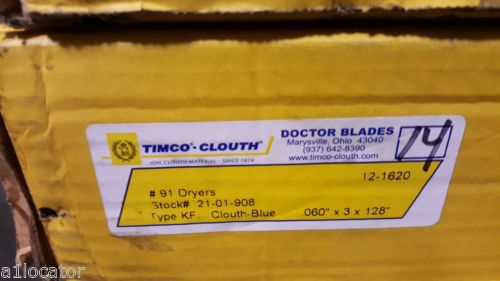 TIMCO®-CLOUTH®
JOH. CLOUTH MATERIAL - SINCE 1874
DOCTOR BLADES
Marysville, Ohio 43040
(937) 642-8390
www.timco-clouth.com
14
12-1620
# 91 Dryers
Stock# 21-01-908
Type KF, Clouth-Blue 060" x 3 x 128"
a1locator